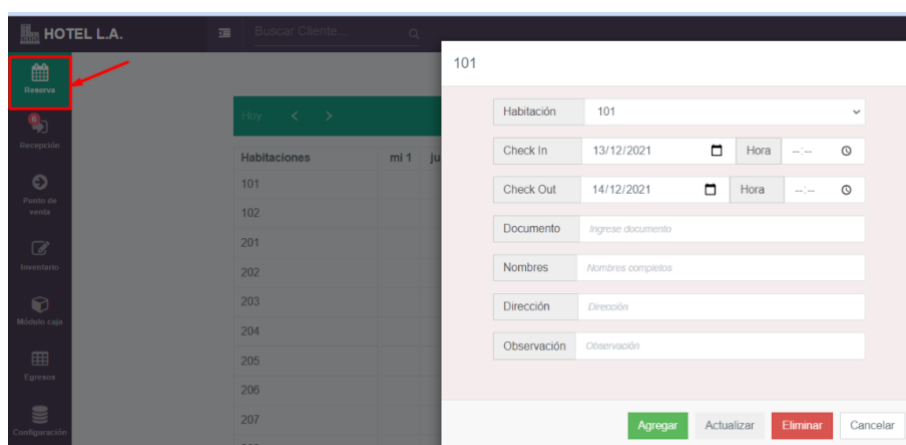 HOTEL L.A.
Buscar Cliente...
Reserva
6
Recepción
Punto de
venta
Inventario
Módulo caja
Egresos
Configuración
Hoy < >
Habitaciones mi 1 ju
101
102
201
202
203
204
205
206
207
101
Habitación 101
Check In 13/12/2021 Hora --:--
Check Out 14/12/2021 Hora --:--
Documento Ingrese documento
Nombres Nombres completos
Dirección Dirección
Observación Observación
Agregar Actualizar Eliminar Cancelar